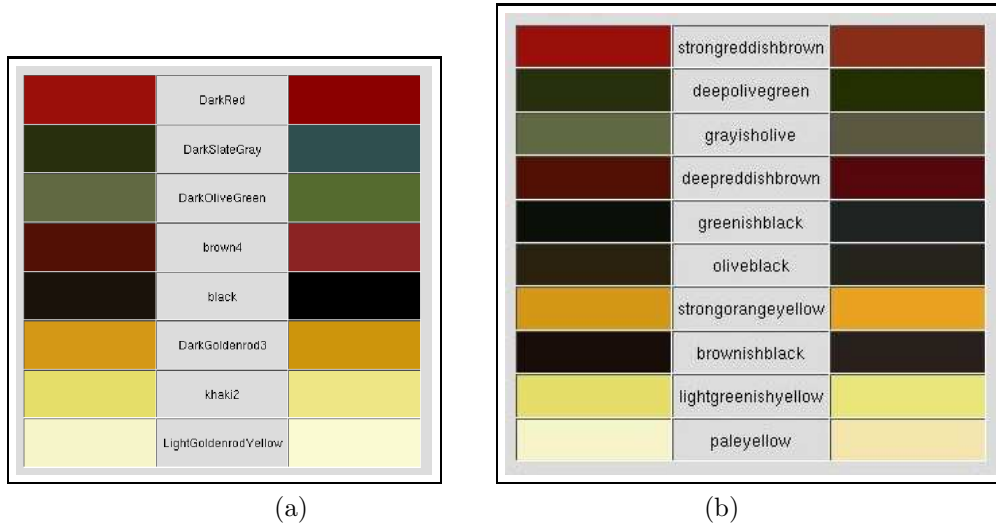 DarkRed
DarkSlateGray
DarkOliveGreen
brown4
black
DarkGoldenrod3
khaki2
LightGoldenrodYellow
(a)
strongreddishbrown
deepolivegreen
grayisholive
deepreddishbrown
greenishblack
oliveblack
strongorangeyellow
brownishblack
lightgreenishyellow
paleyellow
(b)